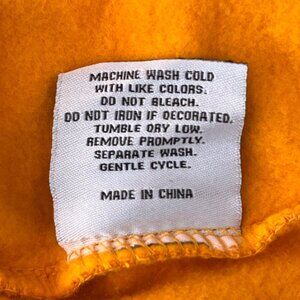 MACHINE WASH COLD
WITH LIKE COLORS.
DO NOT BLEACH.
DO NOT IRON IF DECORATED.
TUMBLE DRY LOW.
REMOVE PROMPTLY.
SEPARATE WASH.
GENTLE CYCLE.
MADE IN CHINA